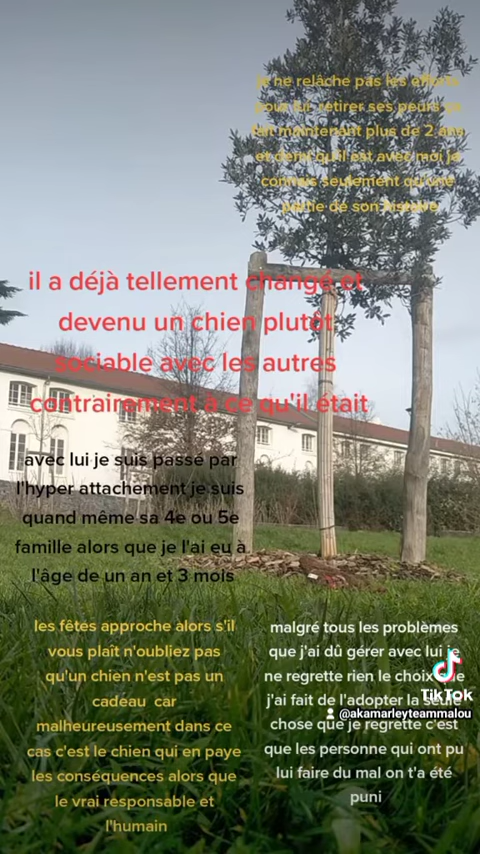 je ne relâche pas les efforts
pour lui retirer ses peurs ça
fait maintenant plus de 2 ans
et demi qu'il est avec moi je
connais seulement qu'une
partie de son histoire
il a déjà tellement changé et
devenu un chien plutôt
sociable avec les autres
contrairement à ce qu'il était
avec lui je suis passé par
l'hyper attachement je suis
quand même sa 4e ou 5e
famille alors que je l'ai eu à
l'âge de un an et 3 mois
les fêtes approche alors s'il
vous plaît n'oubliez pas
qu'un chien n'est pas un
cadeau car
malheureusement dans ce
cas c'est le chien qui en paye
les conséquences alors que
le vrai responsable et
l'humain
malgré tous les problèmes
que j'ai dû gérer avec lui je
ne regrette rien le choix que
j'ai fait de l'adopter la seule
chose que je regrette c'est
que les personne qui ont pu
lui faire du mal on t'a été
puni
TikTok
@akamarleyteammalou